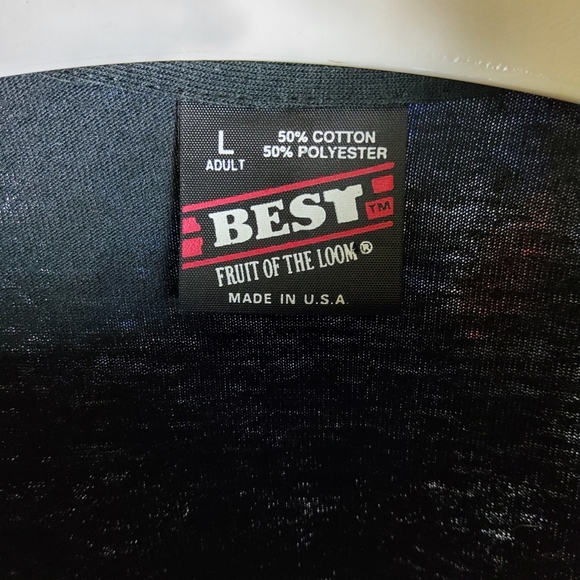 L
ADULT
50% COTTON
50% POLYESTER
BEST TM
FRUIT OF THE LOOM ®
MADE IN U.S.A.